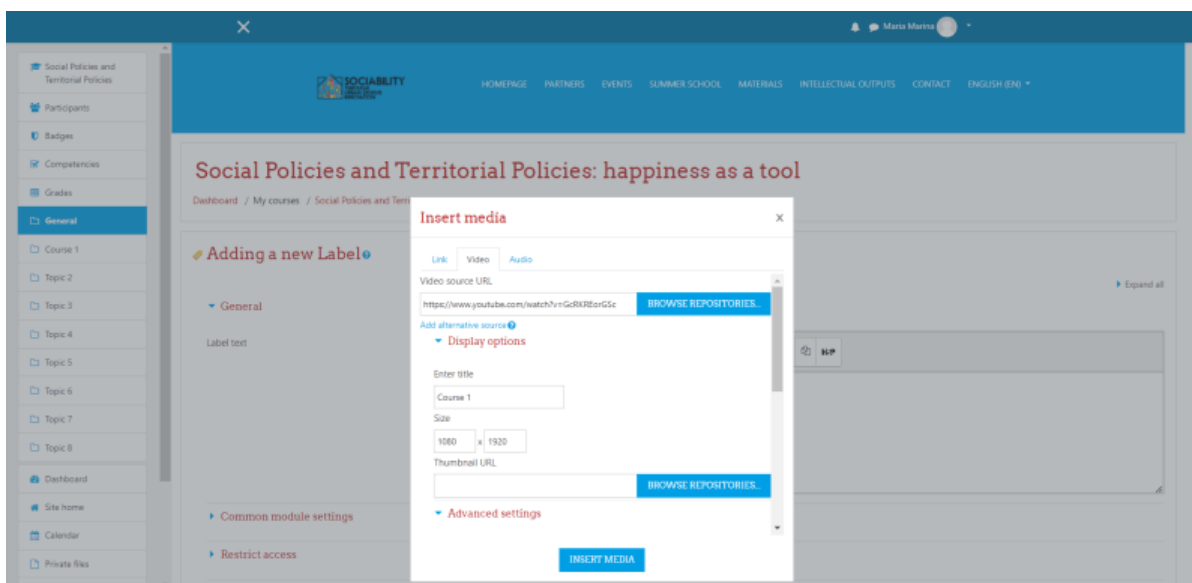 Maria Marina
Social Policies and
Territorial Policies
Participants
Badges
Competencies
Grades
General
Course 1
Topic 2
Topic 3
Topic 4
Topic 5
Topic 6
Topic 7
Topic 8
Dashboard
Site home
Calendar
Private files
SOCIABILITY
HOMEPAGE PARTNERS EVENTS SUMMER SCHOOL MATERIALS INTELLECTUAL OUTPUTS CONTACT ENGLISH (EN)
Social Policies and Territorial Policies: happiness as a tool
Dashboard / My courses / Social Policies and Terri
Adding a new Label
Expand all
General
Label text
H-P
Common module settings
Restrict access
Insert media
x
Link Video Audio
Video source URL
https://www.youtube.com/watch?v=GcRKREorGSc BROWSE REPOSITORIES...
Add alternative source
Display options
Enter title
Course 1
Size
1080 x 1920
Thumbnail URL
BROWSE REPOSITORIES...
Advanced settings
INSERT MEDIA